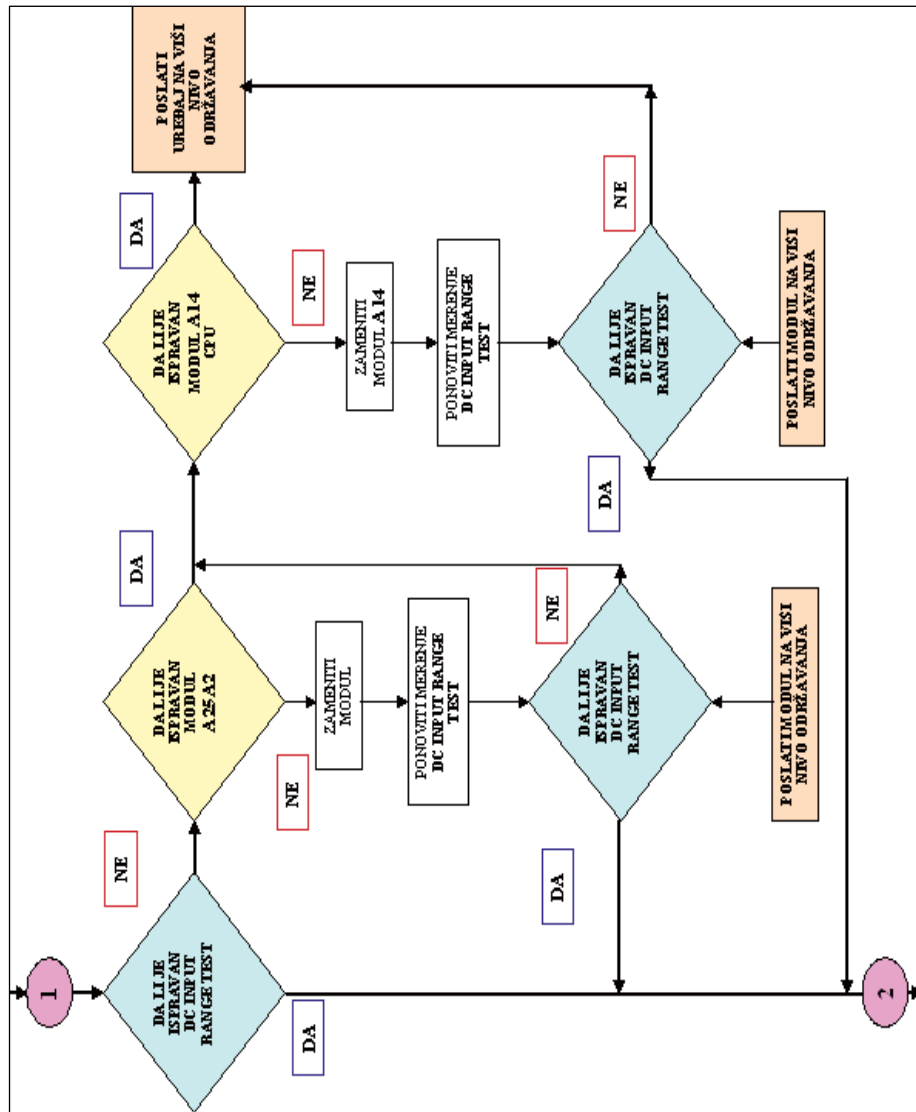 1
DA LI JE
ISPRAVAN
DC INPUT
RANGE TEST
NE
DA
DA LI JE
ISPRAVAN
MODUL
A25A2
DA
NE
ZAMENITI
MODUL
PONOVITI MERENJE
DC INPUT RANGE
TEST
DA LI JE
ISPRAVAN
DC INPUT
RANGE TEST
NE
DA
POSLATI MODUL NA VIŠI
NIVO ODRŽAVANJA
DA LI JE
ISPRAVAN
MODUL A14
CPU
DA
NE
ZAMENITI
MODUL A14
PONOVITI MERENJE
DC INPUT RANGE
TEST
DA LI JE
ISPRAVAN
DC INPUT
RANGE TEST
NE
DA
POSLATI MODUL NA VIŠI
NIVO ODRŽAVANJA
POSLATI
UREĐAJ NA VIŠI
NIVO
ODRŽAVANJA
2